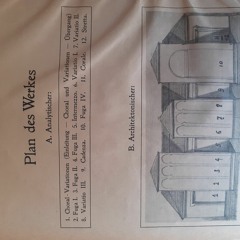 Plan des Werkes
A. Analytischer:
1. Choral Variationen (Einleitung — Choral und Variationen — Übergang)
2. Fuga I. 3. Fuga II. 4. Fuga III. 5. Intermezzo. 6. Variatio I. 7. Variatio II.
8. Variatio III. 9. Cadenza. 10. Fuga IV. 11. Corale. 12. Stretta.
B. Architektonischer: